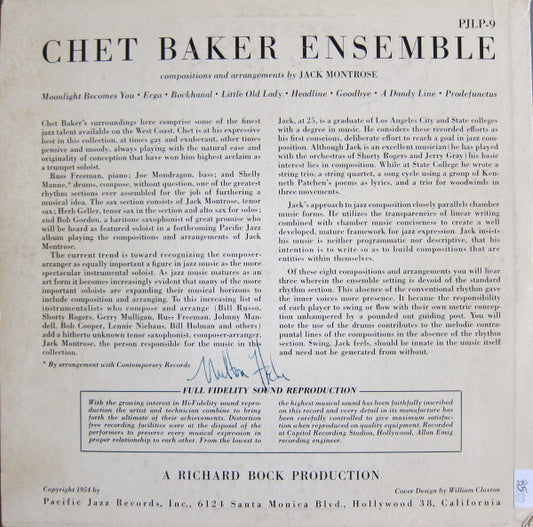 PJLP-9
CHET BAKER ENSEMBLE
compositions and arrangements by JACK MONTROSE
Moonlight Becomes You • Ergo • Bockhanal • Little Old Lady • Headline • Goodbye • A Dandy Line • Prodefunctus
Chet Baker's surroundings here comprise some of the finest
jazz talent available on the West Coast. Chet is at his expressive
best in this collection, at times gay and exuberant, other times
pensive and moody, always playing with the natural ease and
originality of conception that have won him highest acclaim as
a trumpet soloist.
Russ Freeman, piano; Joe Mondragon, bass; and Shelly
Manne,* drums, compose, without question, one of the greatest
rhythm sections ever assembled for the job of furthering a
musical idea. The sax section consists of Jack Montrose, tenor
sax; Herb Geller, tenor sax in the section and alto sax for solos;
and Bob Gordon, a baritone saxophonist of great promise who
will be heard as featured soloist in a forthcoming Pacific Jazz
album playing the compositions and arrangements of Jack
Montrose.
The current trend is toward recognizing the composer-
arranger as equally important a figure in jazz music as the more
spectacular instrumental soloist. As jazz music matures as an
art form it becomes increasingly evident that many of the more
important soloists are expanding their musical horizons to
include composition and arranging. To this increasing list of
instrumentalists who compose and arrange (Bill Russo,
Shorty Rogers, Gerry Mulligan, Russ Freeman, Johnny Man-
dell, Bob Cooper, Lennie Niehaus, Bill Holman and others)
add a hitherto unknown tenor saxophonist, composer-arranger,
Jack Montrose, the person responsible for the music in this
collection.
* By arrangement with Contemporary Records
Jack, at 25, is a graduate of Los Angeles City and State colleges
with a degree in music. He considers these recorded efforts as
his first conscious, deliberate effort to reach a goal in jazz com-
position. Although Jack is an excellent musician (he has played
with the orchestras of Shorty Rogers and Jerry Gray) his basic
interest lies in composition. While at State College he wrote a
string trio, a string quartet, a song cycle using a group of Ken-
neth Patchen's poems as lyrics, and a trio for woodwinds in
three movements.
Jack's approach to jazz composition closely parallels chamber
music forms. He utilizes the transparencies of linear writing
combined with chamber music conciseness to create a well
developed, mature framework for jazz expression. Jack insists
his music is neither programmatic nor descriptive, that his
intention is to write so as to build compositions that are
entities within themselves.
Of these eight compositions and arrangements you will hear
three wherein the ensemble setting is devoid of the standard
rhythm section. This absence of the conventional rhythm gave
the inner voices more presence. It became the responsibility
of each player to swing or flow with their own metric concep-
tion unhampered by a pounded out guiding post. You will
note the use of the drums contributes to the melodic contra-
puntal lines of the compositions in the absence of the rhythm
section. Swing, Jack feels, should be innate in the music itself
and need not be generated from without.
FULL FIDELITY SOUND REPRODUCTION
With the growing interest in Hi-Fidelity sound repro-
duction the artist and technician combine to bring
forth the ultimate of their achievements. Distortion
free recording facilities were at the disposal of the
performers to preserve every musical expression in
proper relationship to each other. From the lowest to
the highest musical sound has been faithfully inscribed
on this record and every detail in its manufacture has
been carefully controlled to give maximum satisfac-
tion when reproduced on quality equipment. Recorded
at Capitol Recording Studios, Hollywood, Allan Emig
recording engineer.
A RICHARD BOCK PRODUCTION
Copyright 1954 by
Cover Design by William Claxton
Pacific Jazz Records, Inc., 6124 Santa Monica Blvd., Hollywood 38, California